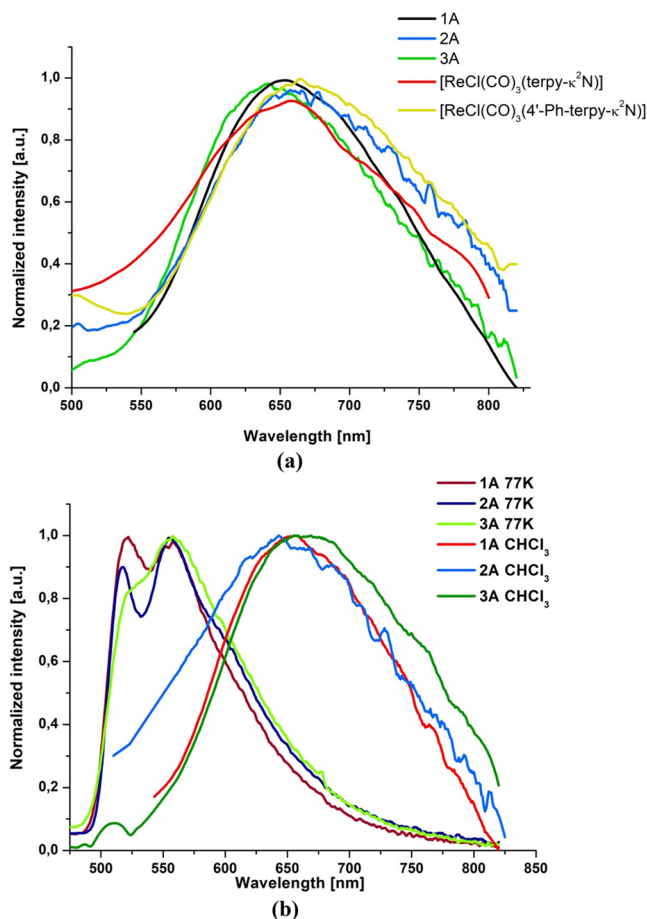 1A
2A
3A
[ReCl(CO)₃(terpy-κ²N)]
[ReCl(CO)₃(4'-Ph-terpy-κ²N)]
Normalized intensity [a.u.]
1,0
0,8
0,6
0,4
0,2
0,0
500 550 600 650 700 750 800
Wavelength [nm]
(a)
1A 77K
2A 77K
3A 77K
1A CHCl₃
2A CHCl₃
3A CHCl₃
Normalized intensity [a.u.]
1,0
0,8
0,6
0,4
0,2
0,0
500 550 600 650 700 750 800 850
Wavelength [nm]
(b)